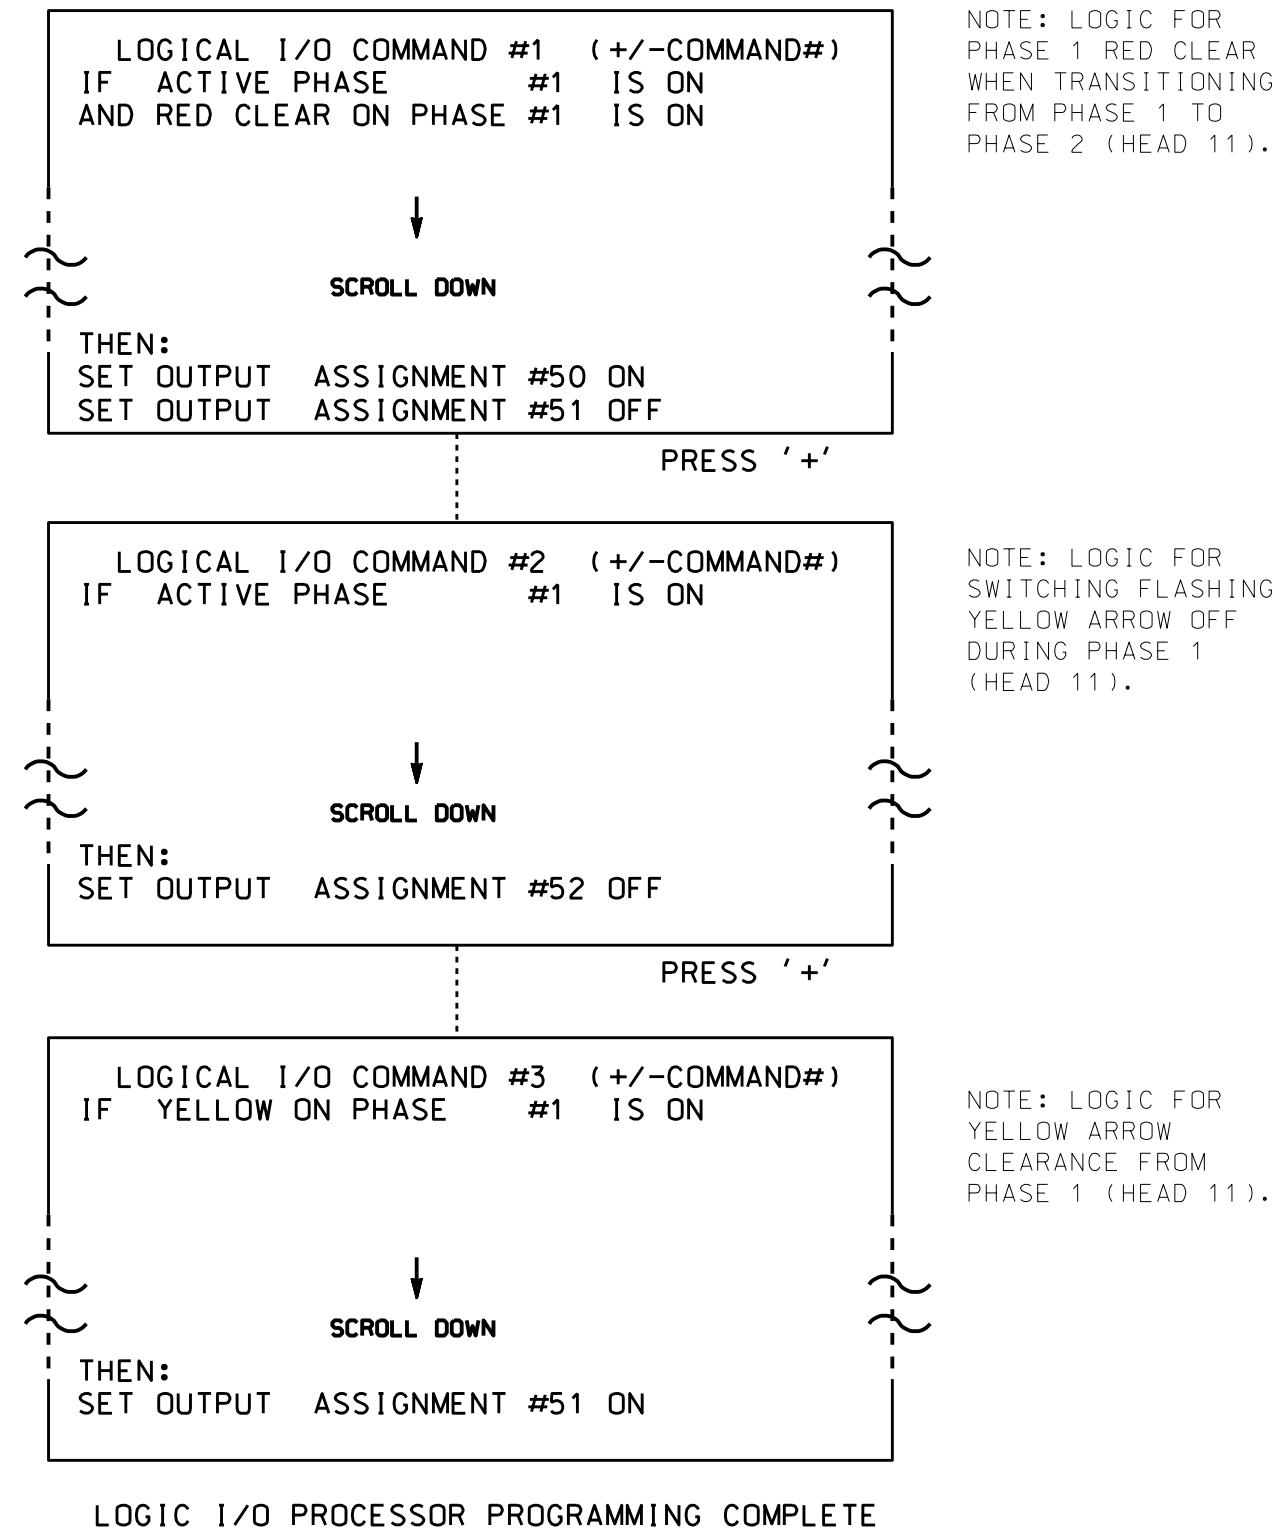 LOGICAL I/O COMMAND #1 (+/-COMMAND#)
IF ACTIVE PHASE #1 IS ON
AND RED CLEAR ON PHASE #1 IS ON
SCROLL DOWN
THEN:
SET OUTPUT ASSIGNMENT #50 ON
SET OUTPUT ASSIGNMENT #51 OFF
NOTE: LOGIC FOR
PHASE 1 RED CLEAR
WHEN TRANSITIONING
FROM PHASE 1 TO
PHASE 2 (HEAD 11).
PRESS '+'
LOGICAL I/O COMMAND #2 (+/-COMMAND#)
IF ACTIVE PHASE #1 IS ON
SCROLL DOWN
THEN:
SET OUTPUT ASSIGNMENT #52 OFF
NOTE: LOGIC FOR
SWITCHING FLASHING
YELLOW ARROW OFF
DURING PHASE 1
(HEAD 11).
PRESS '+'
LOGICAL I/O COMMAND #3 (+/-COMMAND#)
IF YELLOW ON PHASE #1 IS ON
SCROLL DOWN
THEN:
SET OUTPUT ASSIGNMENT #51 ON
NOTE: LOGIC FOR
YELLOW ARROW
CLEARANCE FROM
PHASE 1 (HEAD 11).
LOGIC I/O PROCESSOR PROGRAMMING COMPLETE